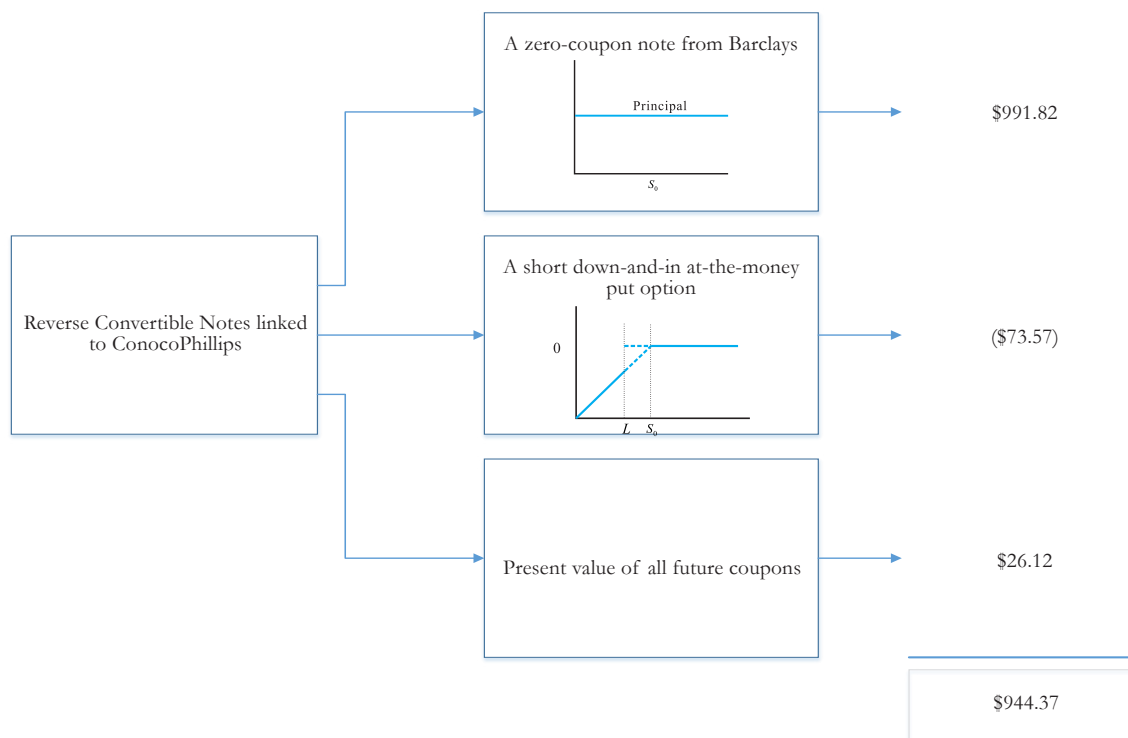 A zero-coupon note from Barclays
Principal
S₀
$991.82
Reverse Convertible Notes linked
to ConocoPhillips
A short down-and-in at-the-money
put option
0
L S₀
($73.57)
Present value of all future coupons
$26.12
$944.37